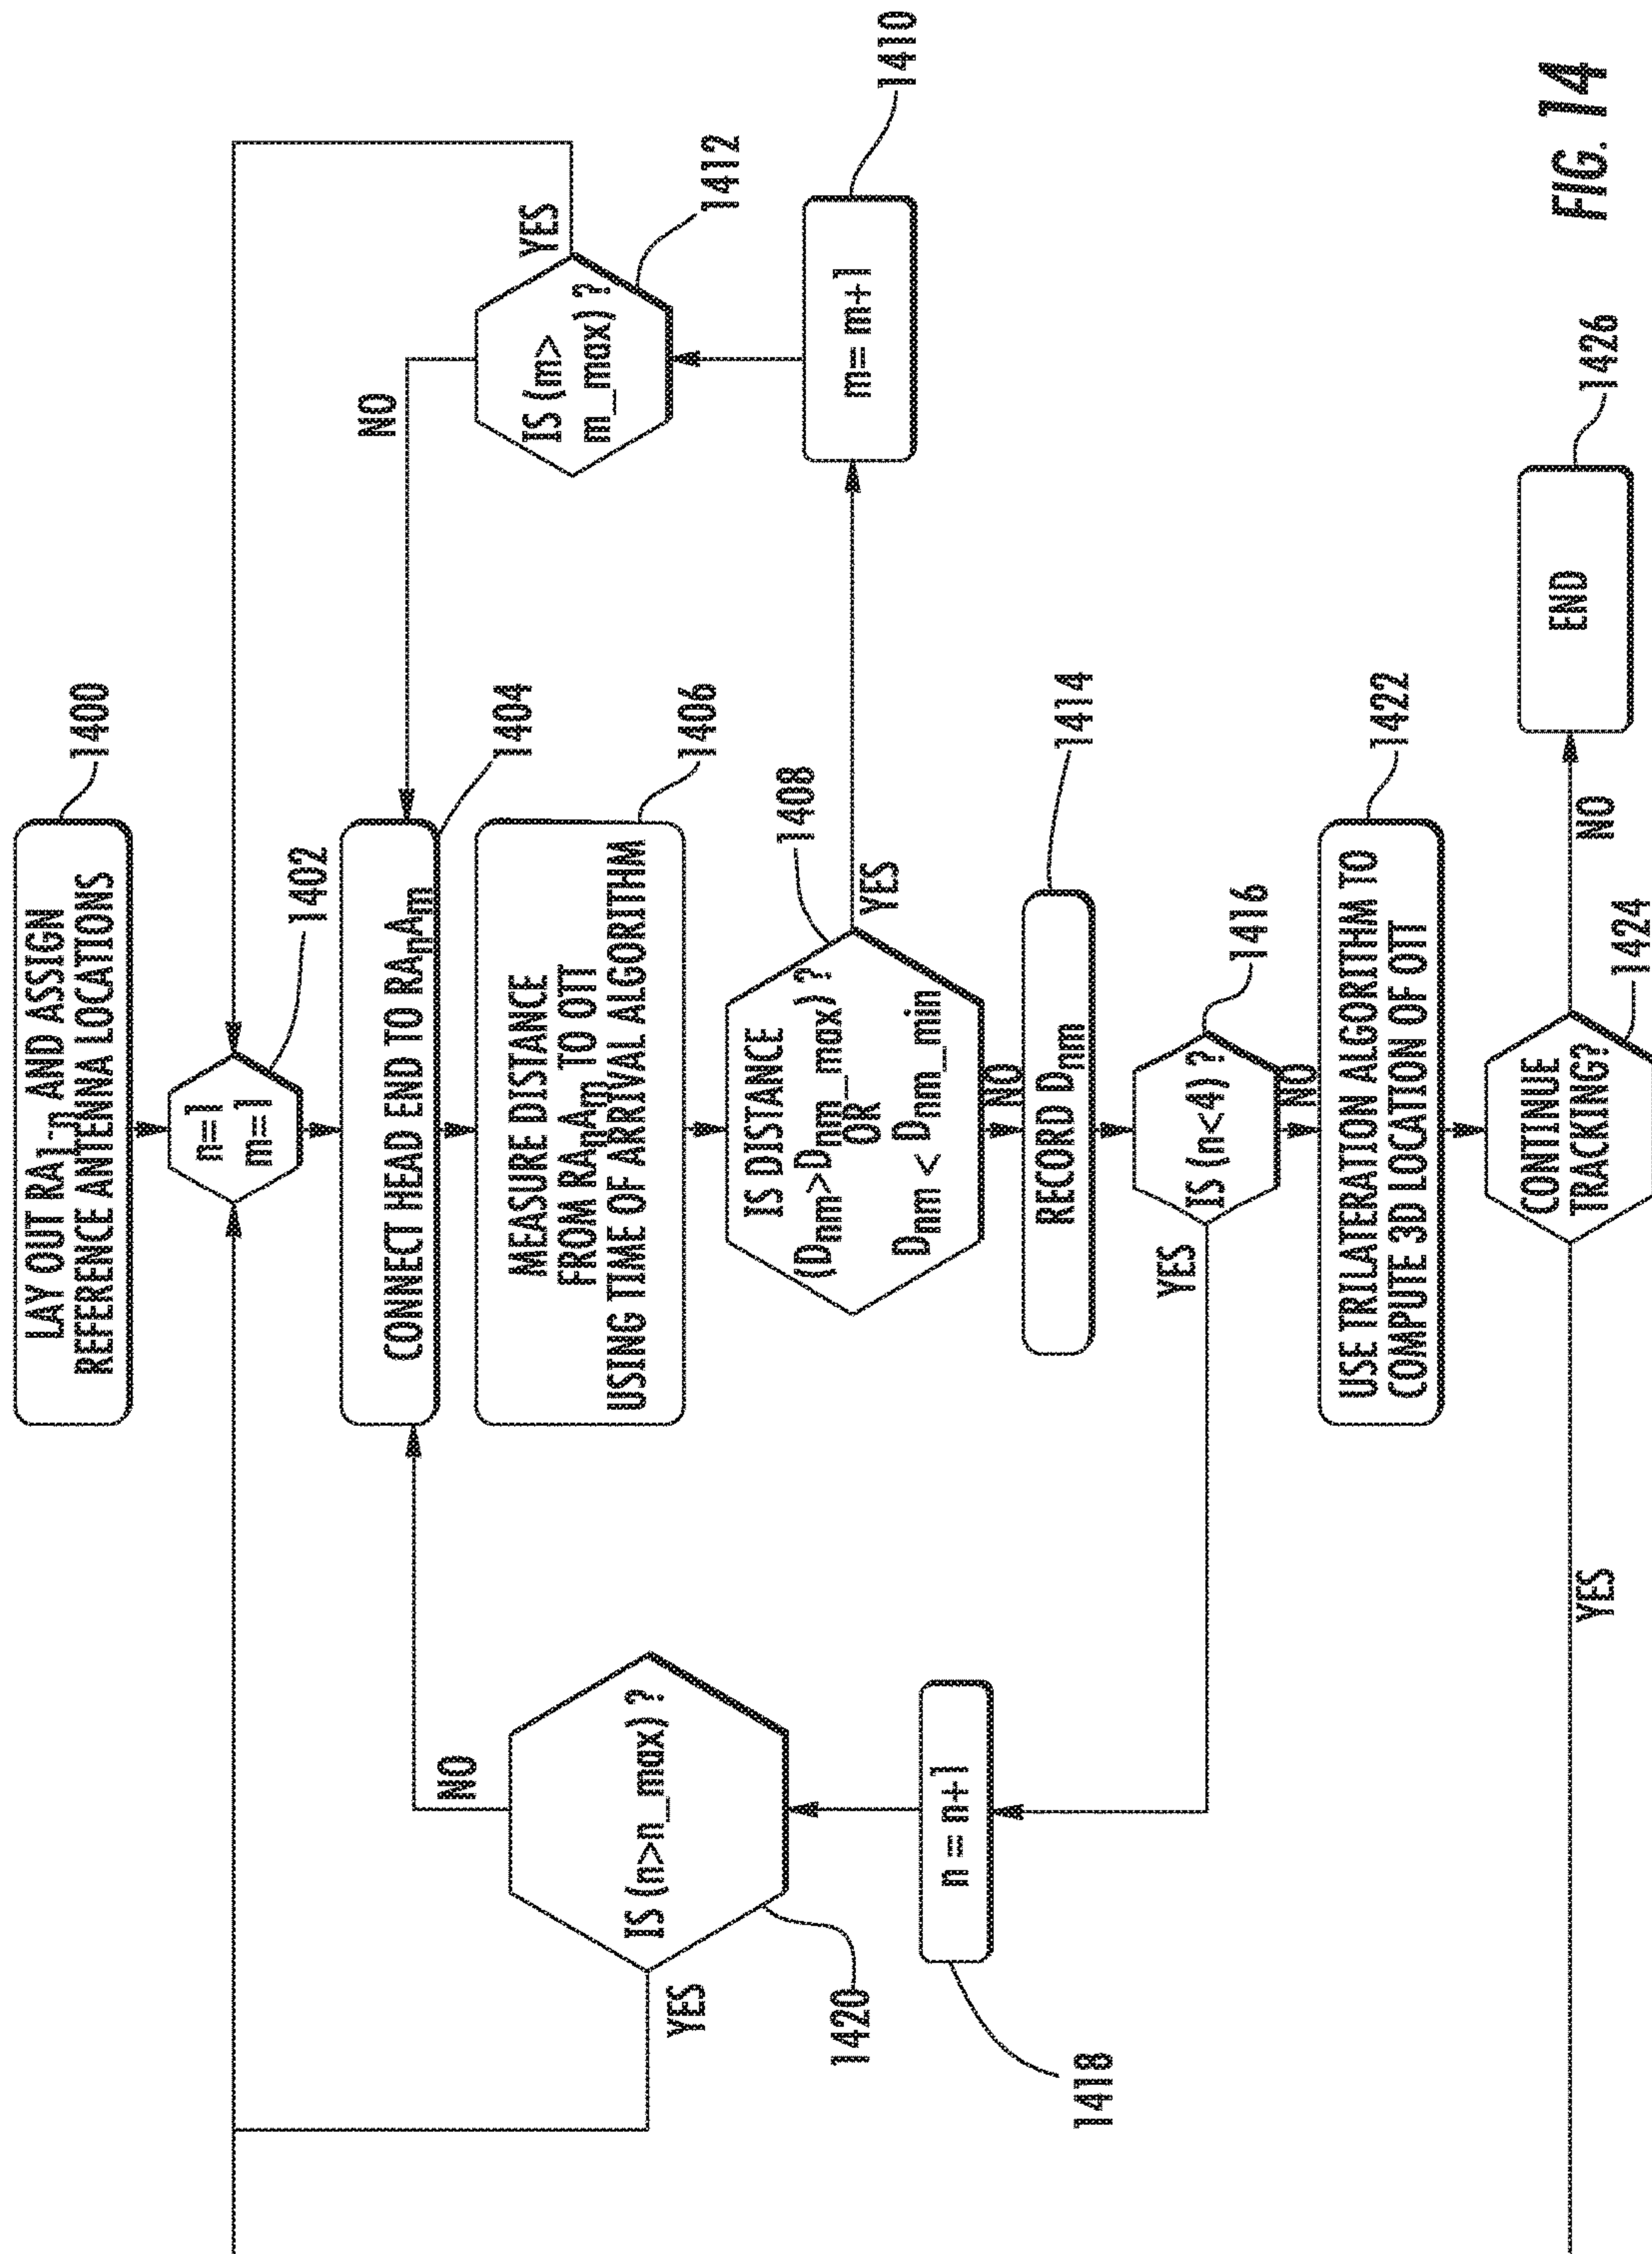 LAY OUT RA1-n AND ASSIGN
REFERENCE ANTENNA LOCATIONS
1400
n=1
m=1
1402
CONNECT HEAD END TO RAnAm
1404
MEASURE DISTANCE
FROM RAnAm TO OTT
USING TIME OF ARRIVAL ALGORITHM
1406
IS DISTANCE
(Dnm>Dnm_max) ?
OR
Dnm < Dnm_min
1408
YES
NO
m= m+1
1410
IS (m>
m_max) ?
1412
YES
NO
RECORD Dnm
1414
IS (n<4) ?
1416
YES
NO
n = n+1
1418
IS (n>n_max) ?
1420
YES
NO
USE TRILATERATION ALGORITHM TO
COMPUTE 3D LOCATION OF OTT
1422
CONTINUE
TRACKING?
1424
YES
NO
END
1426
FIG. 14